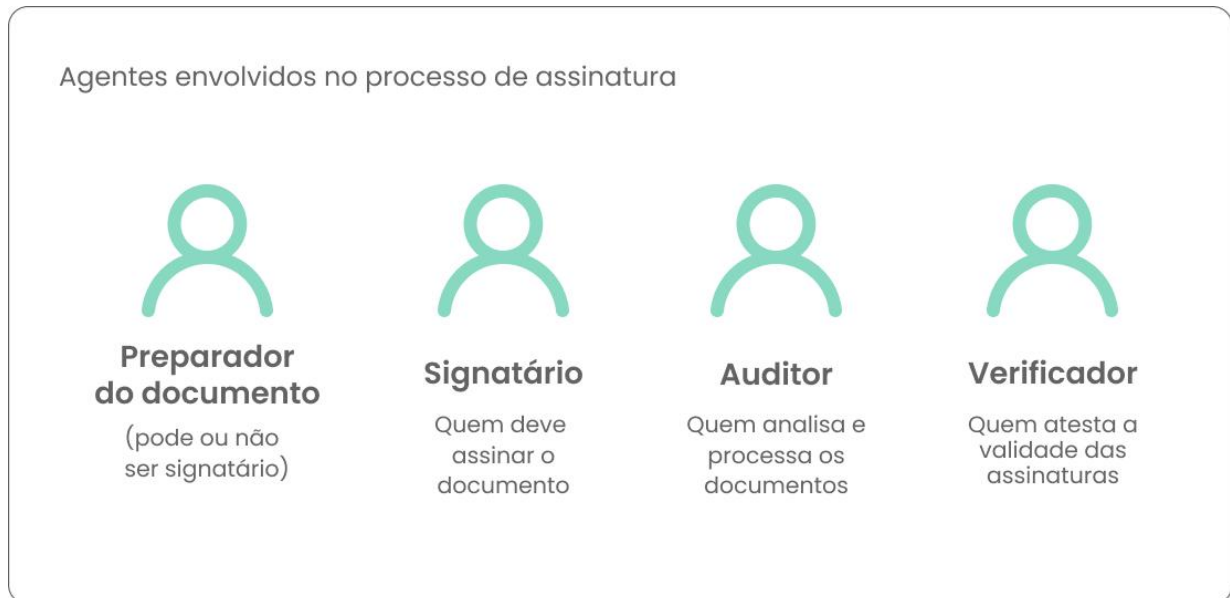 Agentes envolvidos no processo de assinatura
Preparador
do documento
(pode ou não
ser signatário)
Signatário
Quem deve
assinar o
documento
Auditor
Quem analisa e
processa os
documentos
Verificador
Quem atesta a
validade das
assinaturas